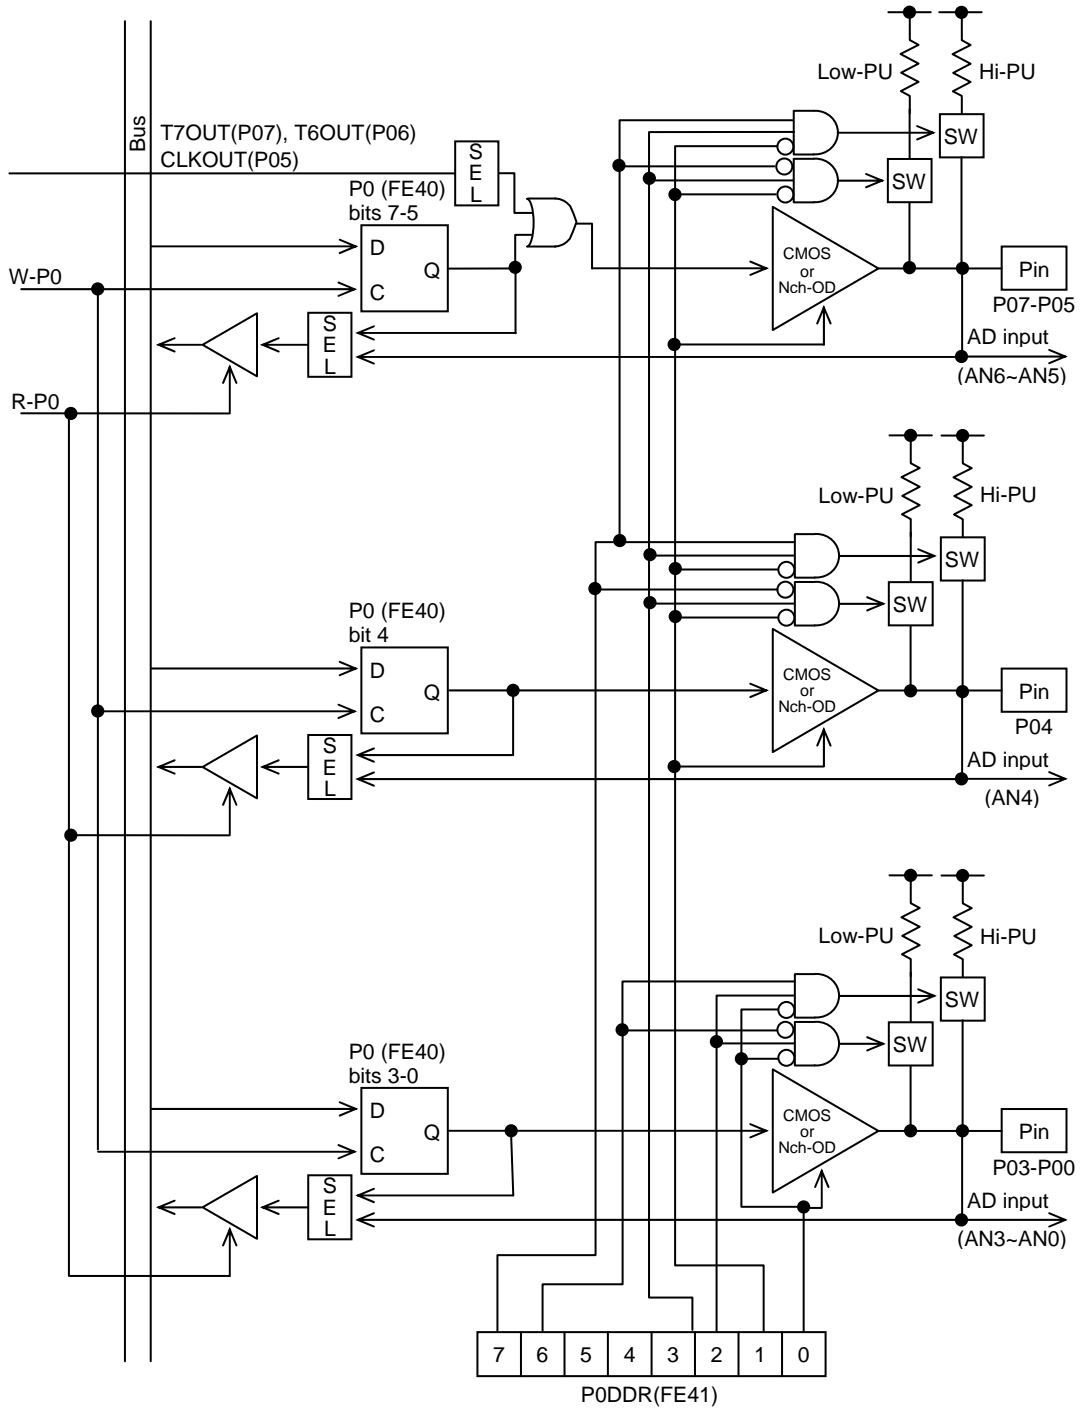 Low-PU
Hi-PU
Bus
T7OUT(P07), T6OUT(P06)
CLKOUT(P05)
SEL
SW
SW
P0 (FE40)
bits 7-5
D
Q
C
CMOS
or
Nch-OD
Pin
P07-P05
W-P0
SEL
AD input
(AN6~AN5)
R-P0
Low-PU
Hi-PU
SW
SW
P0 (FE40)
bit 4
D
Q
C
CMOS
or
Nch-OD
Pin
P04
SEL
AD input
(AN4)
Low-PU
Hi-PU
SW
SW
P0 (FE40)
bits 3-0
D
Q
C
CMOS
or
Nch-OD
Pin
P03-P00
SEL
AD input
(AN3~AN0)
7 6 5 4 3 2 1 0
P0DDR(FE41)